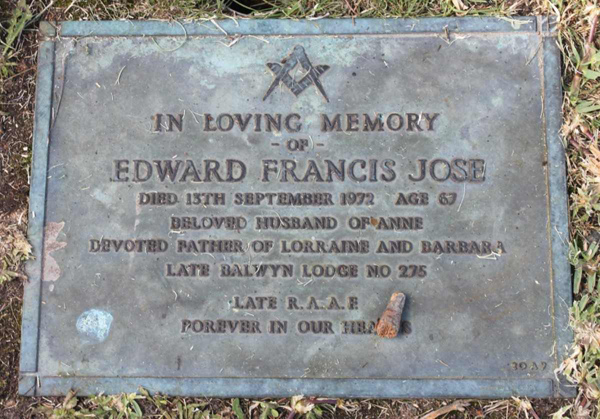 IN LOVING MEMORY
- OF -
EDWARD FRANCIS JOSE
DIED 13TH SEPTEMBER 1972 AGE 67
BELOVED HUSBAND OF ANNE
DEVOTED FATHER OF LORRAINE AND BARBARA
LATE BALWYN LODGE NO 275
LATE R.A.A.F
FOREVER IN OUR